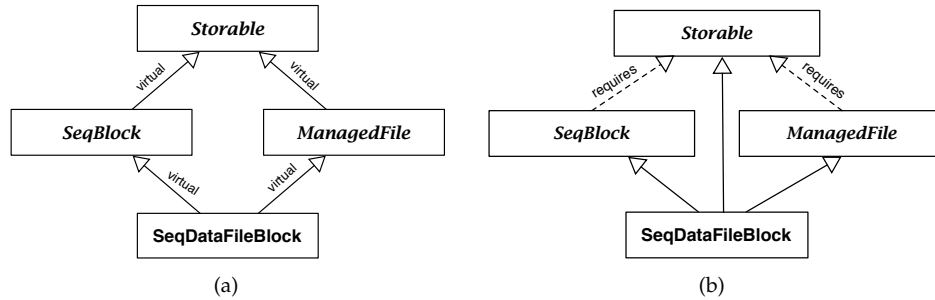 Storable
virtual
virtual
SeqBlock
ManagedFile
virtual
virtual
SeqDataFileBlock
(a)
Storable
requires
requires
SeqBlock
ManagedFile
SeqDataFileBlock
(b)